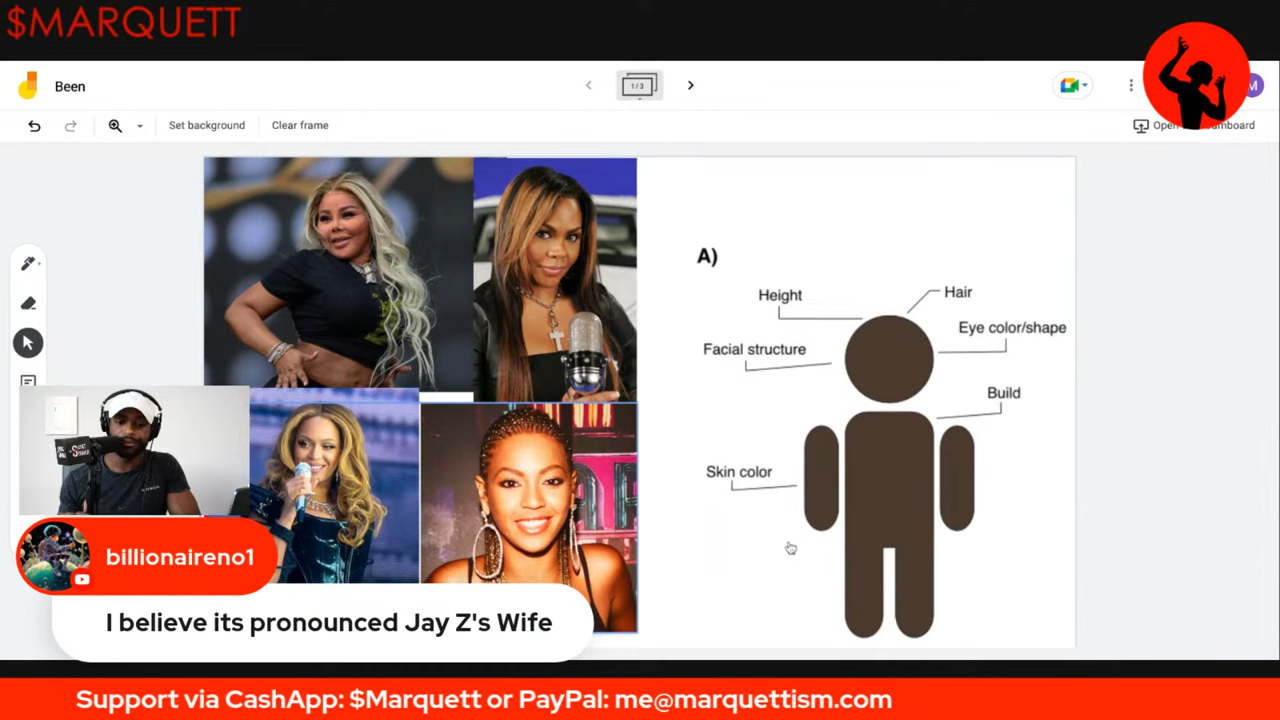 $MARQUETT
Been
1/3
M
Set background
Clear frame
Open
board
A)
Height
Hair
Eye color/shape
Facial structure
Build
Skin color
billionaireno1
I believe its pronounced Jay Z's Wife
Support via CashApp: $Marquett or PayPal: me@marquettism.com